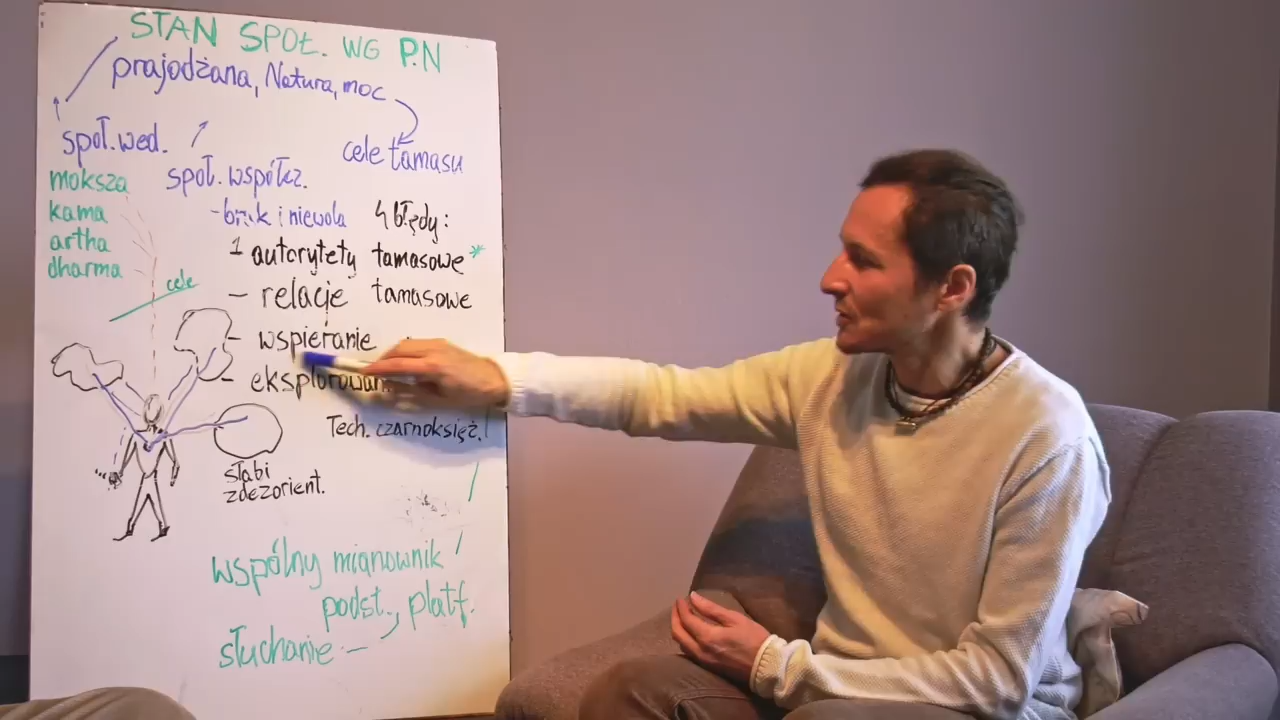 STAN SPOŁ. WG P.N
prajodżana, Natura, moc
społ. wed.
cele tamasu
moksza
kama
artha
dharma
cele
społ. współcz.
- brak i niewola
4 błędy:
1 autorytety tamasowe *
- relacje tamasowe
- wspieranie
- eksplorowan
Tech. czarnoksięż.
słabi
zdezorient.
wspólny mianownik
podst., platf.
słuchanie -